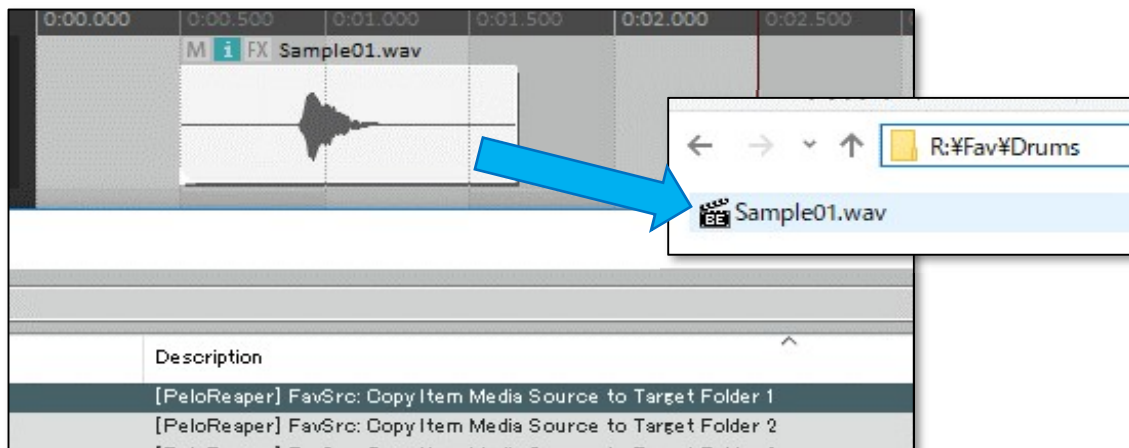 0:00.000 0:00.500 0:01.000 0:01.500 0:02.000 0:02.500
M i FX Sample01.wav
R:¥Fav¥Drums
BE Sample01.wav
Description
[PeloReaper] FavSrc: Copy Item Media Source to Target Folder 1
[PeloReaper] FavSrc: Copy Item Media Source to Target Folder 2